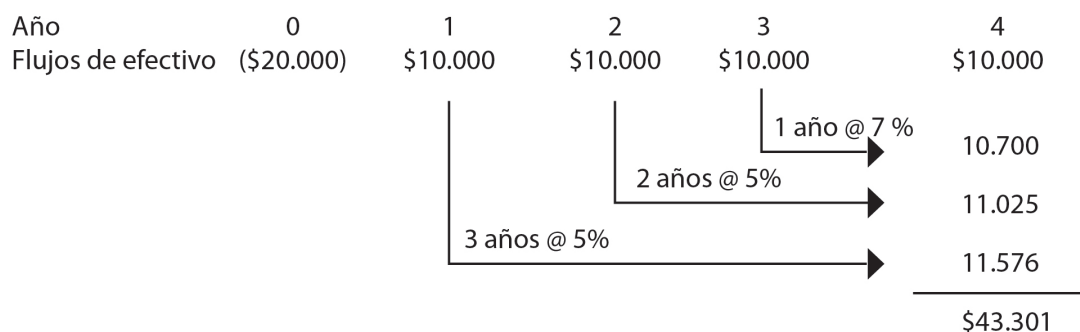 Año 0 1 2 3 4
Flujos de efectivo ($20.000) $10.000 $10.000 $10.000 $10.000
1 año @ 7 %
10.700
2 años @ 5%
11.025
3 años @ 5%
11.576
$43.301